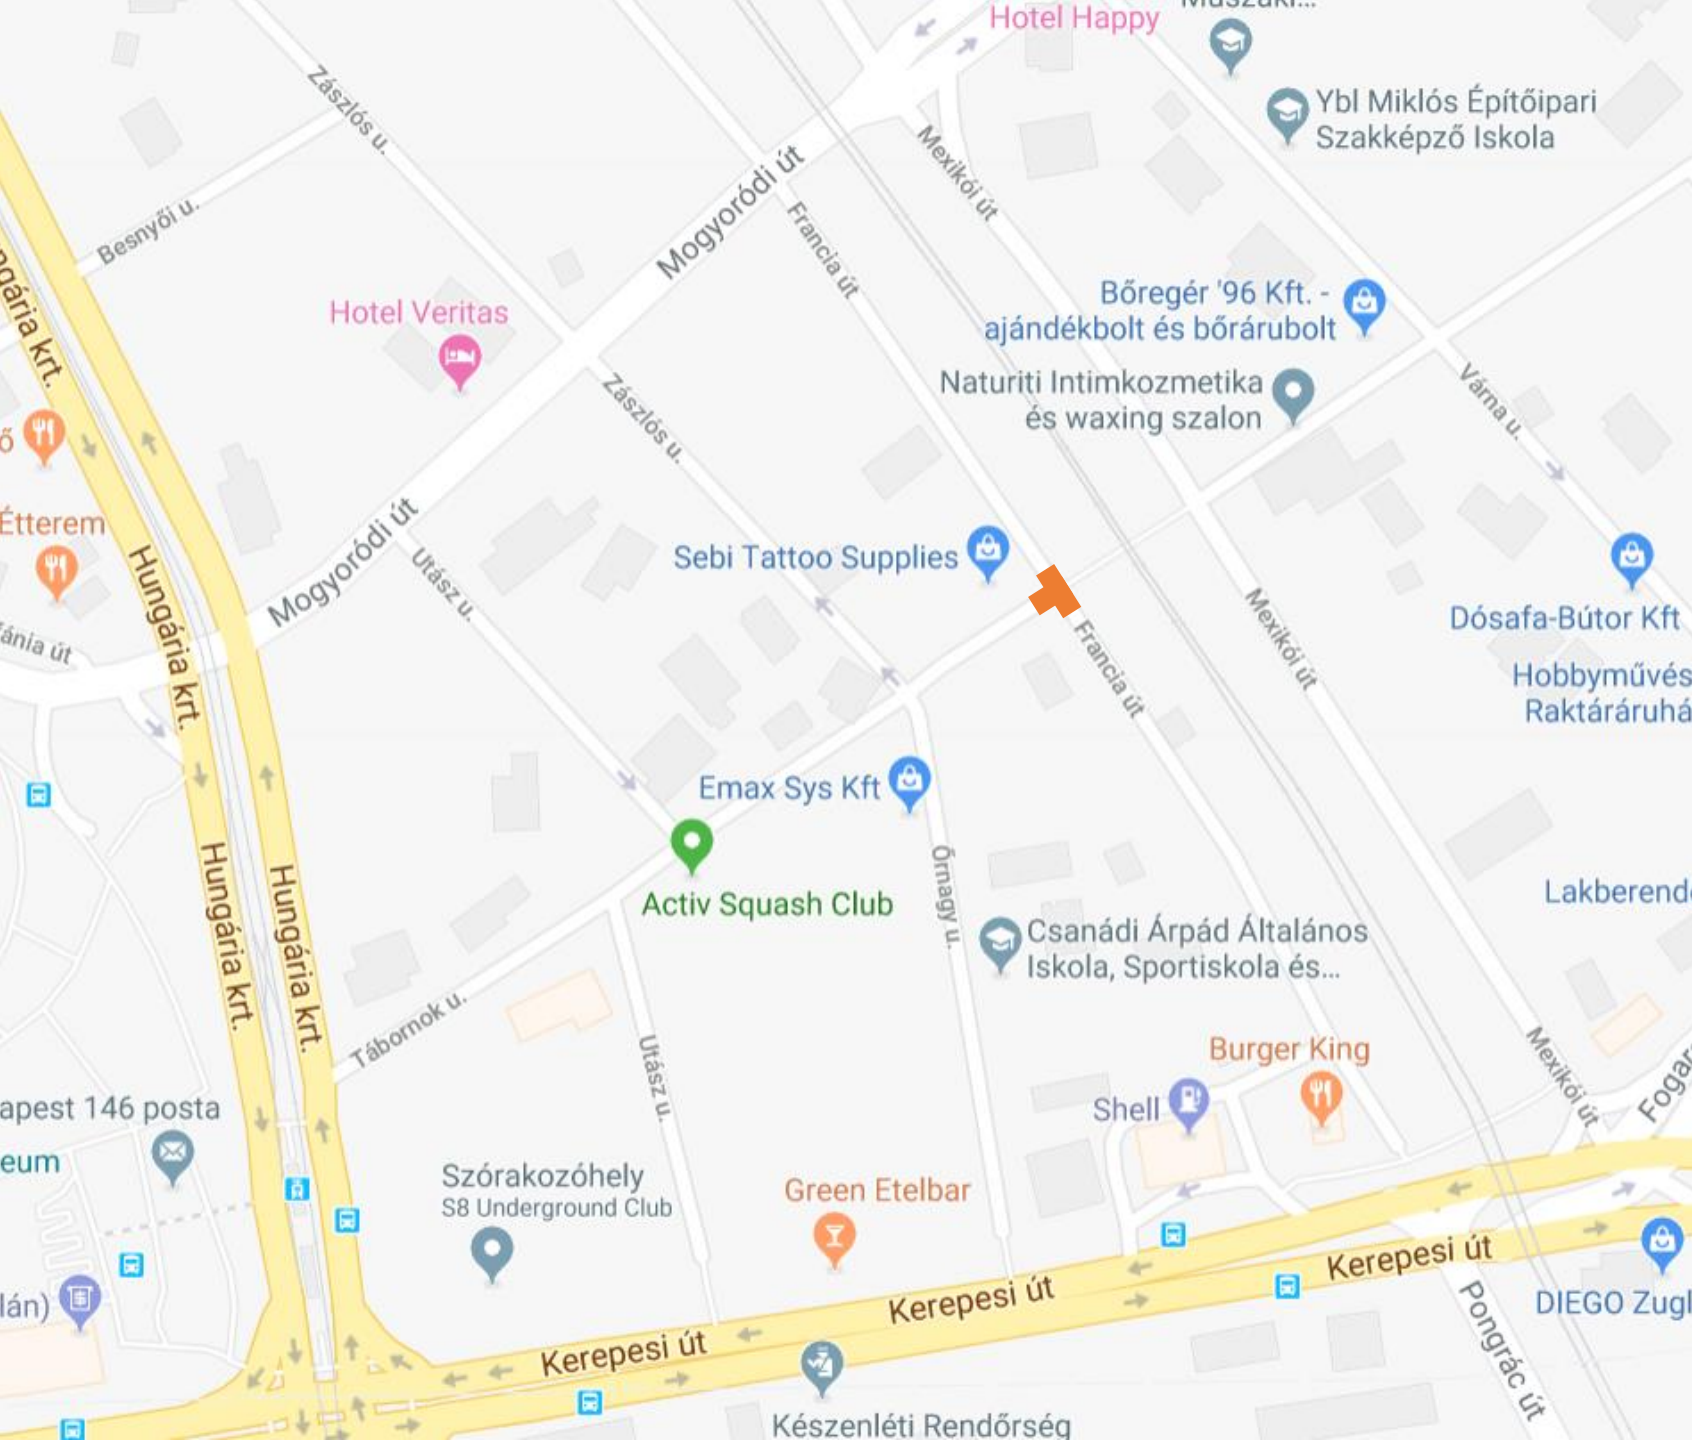 Hotel Happy
Zászlós u.
Ybl Miklós Építőipari
Szakképző Iskola
Mexikói út
Besnyői u.
Mogyoródi út
Francia út
Hotel Veritas
Bőregér '96 Kft. -
ajándékbolt és bőrárubolt
Naturiti Intimkozmetika
és waxing szalon
Várna u.
Zászlós u.
Étterem
Mogyoródi út
Sebi Tattoo Supplies
Utász u.
Hungária krt.
Dósafa-Bútor Kft
Mexikói út
Francia út
Hobbyművés
Raktáráruhá
Emax Sys Kft
Activ Squash Club
Őrnagy u.
Lakberend
Csanádi Árpád Általános
Iskola, Sportiskola és...
Hungária krt.
Hungária krt.
Tábornok u.
Utász u.
Burger King
Mexikói út
Shell
Fogar
apest 146 posta
eum
Szórakozóhely
S8 Underground Club
Green Etelbar
Kerepesi út
Kerepesi út
Kerepesi út
lán)
DIEGO Zugl
Pongrác út
Készenléti Rendőrség